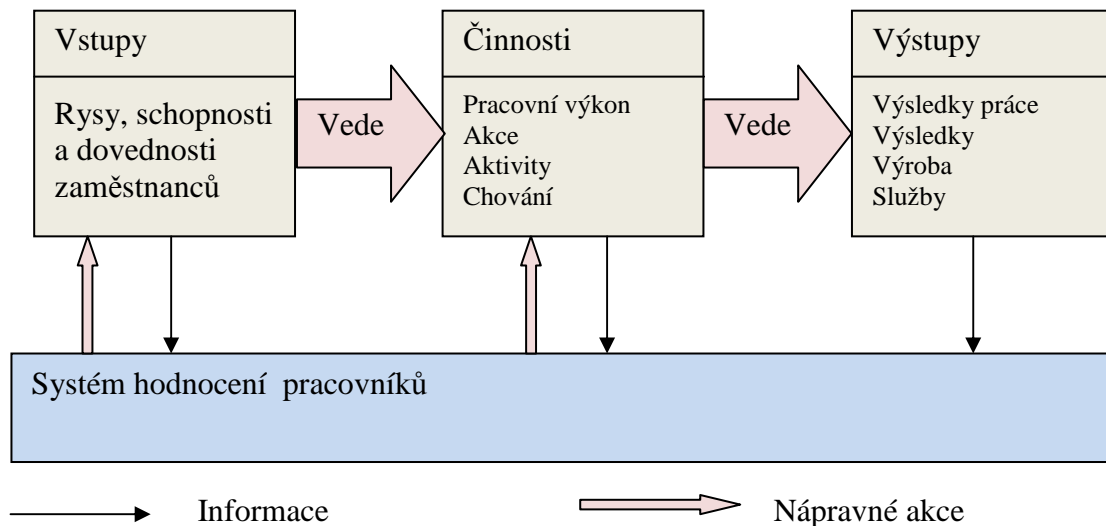 Vstupy
Rysy, schopnosti
a dovednosti
zaměstnanců
Vede
Činnosti
Pracovní výkon
Akce
Aktivity
Chování
Vede
Výstupy
Výsledky práce
Výsledky
Výroba
Služby
Systém hodnocení pracovníků
Informace
Nápravné akce